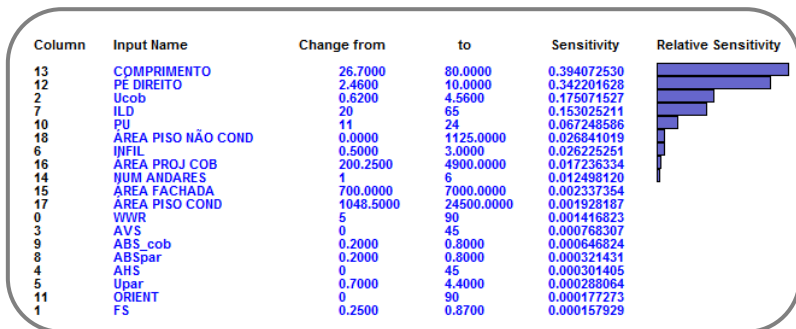 Column Input Name Change from to Sensitivity Relative Sensitivity
13 COMPRIMENTO 26.7000 80.0000 0.394072530
12 PÉ DIREITO 2.4600 10.0000 0.342201628
2 Ucob 0.6200 4.5600 0.175071527
7 ILD 20 65 0.153025211
10 PU 11 24 0.067248586
18 ÁREA PISO NÃO COND 0.0000 1125.0000 0.026841019
6 INFIL 0.5000 3.0000 0.026225251
16 ÁREA PROJ COB 200.2500 4900.0000 0.017236334
14 NUM ANDARES 1 6 0.012498120
15 ÁREA FACHADA 700.0000 7000.0000 0.002337354
17 ÁREA PISO COND 1048.5000 24500.0000 0.001928187
0 WWR 5 90 0.001416823
3 AVS 0 45 0.000768307
9 ABS_cob 0.2000 0.8000 0.000646824
8 ABSpar 0.2000 0.8000 0.000321431
4 AHS 0 45 0.000301405
5 Upar 0.7000 4.4000 0.000288064
11 ORIENT 0 90 0.000177273
1 FS 0.2500 0.8700 0.000157929